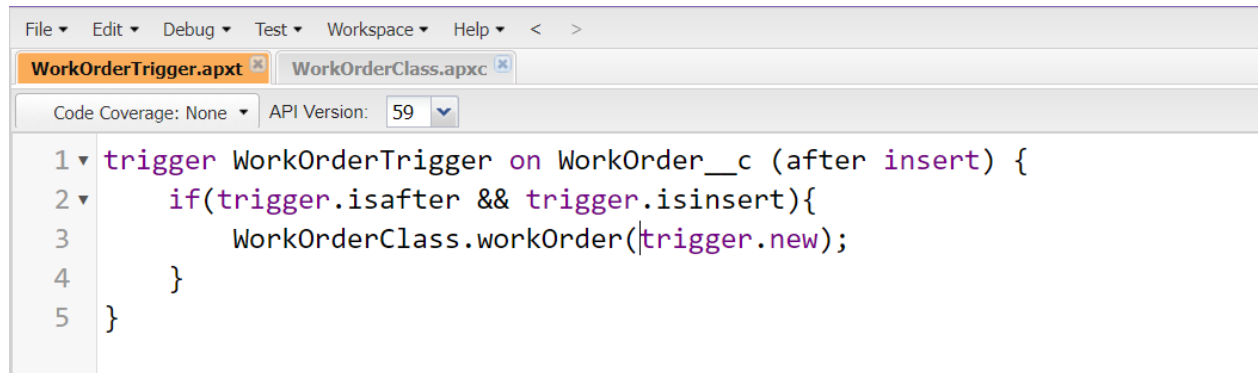 File Edit Debug Test Workspace Help < >
WorkOrderTrigger.apxt WorkOrderClass.apxc
Code Coverage: None API Version: 59
1 trigger WorkOrderTrigger on WorkOrder__c (after insert) {
2 if(trigger.isafter && trigger.isinsert){
3 WorkOrderClass.workOrder(trigger.new);
4 }
5 }